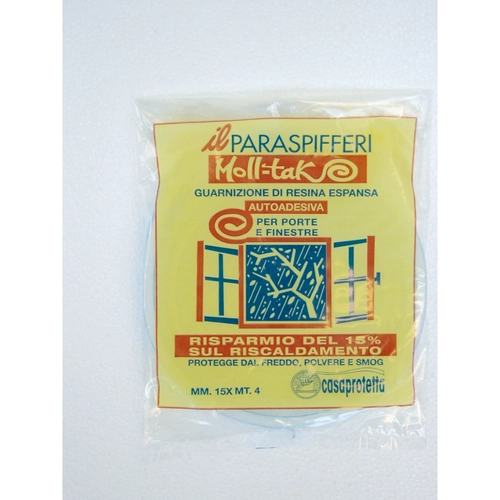 il PARASPIFFERI
Moll-tak
GUARNIZIONE DI RESINA ESPANSA
AUTOADESIVA
PER PORTE
E FINESTRE
RISPARMIO DEL 15%
SUL RISCALDAMENTO
PROTEGGE DAL FREDDO, POLVERE E SMOG
casaprotetta
MM. 15X MT. 4